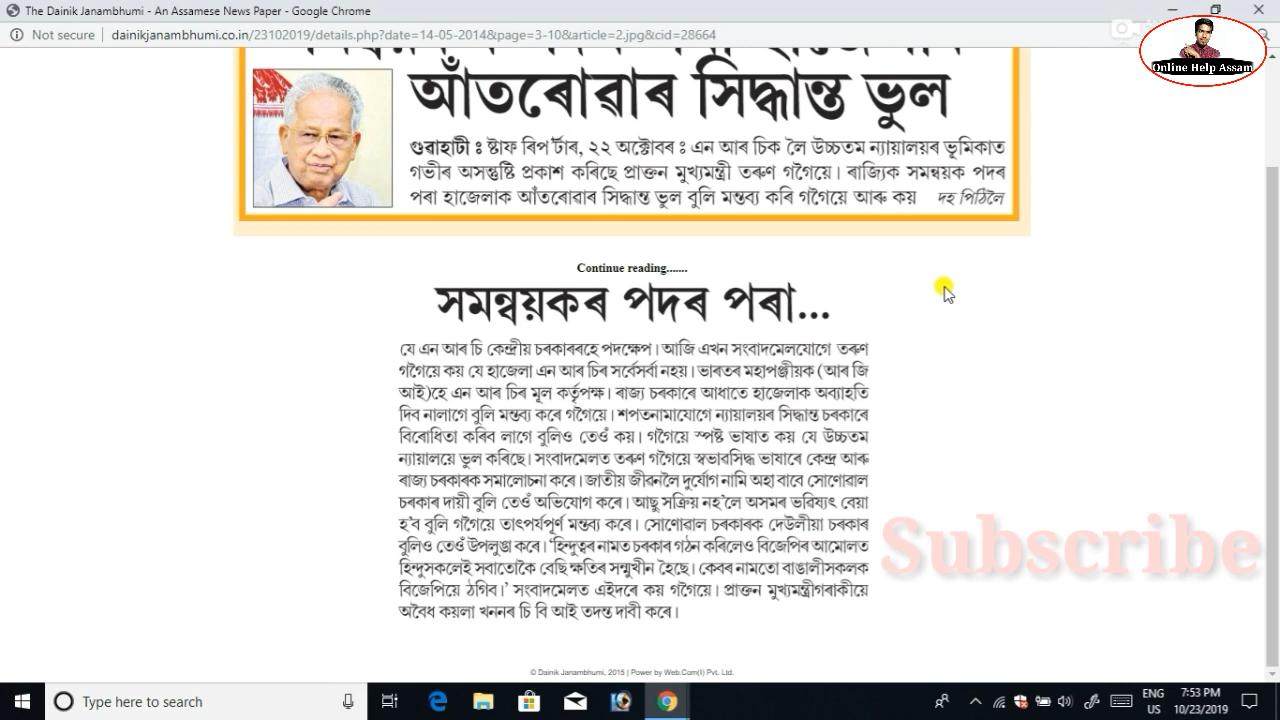 The Dainik Janambhumi - An Assamese News Paper - Google Chrome
Not secure | dainikjanambhumi.co.in/23102019/details.php?date=14-05-2014&page=3-10&article=2.jpg&cid=28664
Online Help Assam
আঁতৰোৱাৰ সিদ্ধান্ত ভুল
গুৱাহাটী ঃ ষ্টাফ ৰিপ'ৰ্টাৰ, ২২ অক্টোবৰ ঃ এন আৰ চিক লৈ উচ্চতম ন্যায়ালয়ৰ ভূমিকাত
গভীৰ অসন্তুষ্টি প্ৰকাশ কৰিছে প্ৰাক্তন মুখ্যমন্ত্ৰী তৰুণ গগৈয়ে। ৰাজ্যিক সমন্বয়ক পদৰ
পৰা হাজেলাক আঁতৰোৱাৰ সিদ্ধান্ত ভুল বুলি মন্তব্য কৰি গগৈয়ে আৰু কয় দহ পিঠিলৈ
Continue reading.......
সমন্বয়কৰ পদৰ পৰা...
যে এন আৰ চি কেন্দ্ৰীয় চৰকাৰৰহে পদক্ষেপ। আজি এখন সংবাদমেলযোগে তৰুণ
গগৈয়ে কয় যে হাজেলা এন আৰ চিৰ সৰ্বেসৰ্বা নহয়। ভাৰতৰ মহাপঞ্জীয়ক (আৰ জি
আই)হে এন আৰ চিৰ মূল কৰ্তৃপক্ষ। ৰাজ্য চৰকাৰে আধাতে হাজেলাক অব্যাহতি
দিব নালাগে বুলি মন্তব্য কৰে গগৈয়ে। শপতনামাযোগে ন্যায়ালয়ৰ সিদ্ধান্ত চৰকাৰে
বিৰোধিতা কৰিব লাগে বুলিও তেওঁ কয়। গগৈয়ে স্পষ্ট ভাষাত কয় যে উচ্চতম
ন্যায়ালয়ে ভুল কৰিছে। সংবাদমেলত তৰুণ গগৈয়ে স্বভাৱসিদ্ধ ভাষাৰে কেন্দ্ৰ আৰু
ৰাজ্য চৰকাৰক সমালোচনা কৰে। জাতীয় জীৱনলৈ দুৰ্যোগ নামি অহা বাবে সোণোৱাল
চৰকাৰ দায়ী বুলি তেওঁ অভিযোগ কৰে। আছু সক্ৰিয় নহ'লে অসমৰ ভৱিষ্যৎ বেয়া
হ'ব বুলি গগৈয়ে তাৎপৰ্যপূৰ্ণ মন্তব্য কৰে। সোণোৱাল চৰকাৰক দেউলীয়া চৰকাৰ
বুলিও তেওঁ উপলুঙা কৰে। 'হিন্দুত্বৰ নামত চৰকাৰ গঠন কৰিলেও বিজেপিৰ আমোলত
হিন্দুসকলেই সবাতোকৈ বেছি ক্ষতিৰ সন্মুখীন হৈছে। কেবৰ নামতো বাঙালীসকলক
বিজেপিয়ে ঠগিব।' সংবাদমেলত এইদৰে কয় গগৈয়ে। প্ৰাক্তন মুখ্যমন্ত্ৰীগৰাকীয়ে
অবৈধ কয়লা খননৰ চি বি আই তদন্ত দাবী কৰে।
Subscribe
© Dainik Janambhumi, 2015 | Power by Web.Com(I) Pvt. Ltd.
Type here to search
ENG
US
7:53 PM
10/23/2019